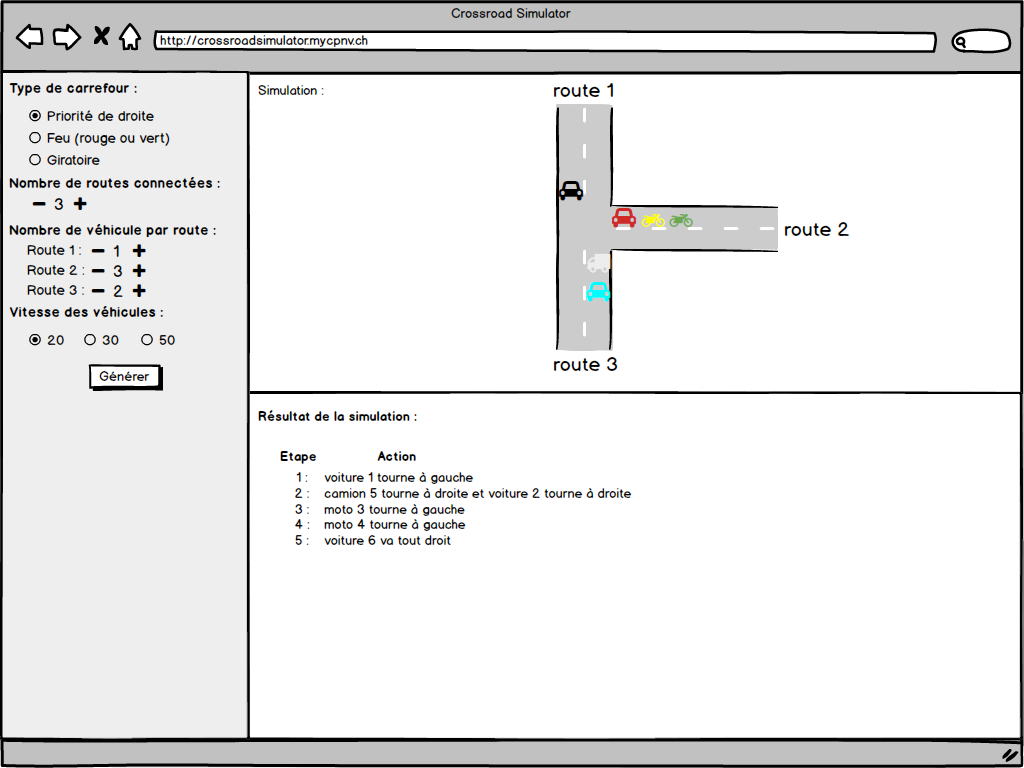 Crossroad Simulator
http://crossroadsimulator.mycpnv.ch
Type de carrefour :
Priorité de droite
Feu (rouge ou vert)
Giratoire
Nombre de routes connectées :
3
Nombre de véhicule par route :
Route 1 : 1
Route 2 : 3
Route 3 : 2
Vitesse des véhicules :
20 30 50
Générer
Simulation :
route 1
route 2
route 3
Résultat de la simulation :
Etape Action
1 : voiture 1 tourne à gauche
2 : camion 5 tourne à droite et voiture 2 tourne à droite
3 : moto 3 tourne à gauche
4 : moto 4 tourne à gauche
5 : voiture 6 va tout droit